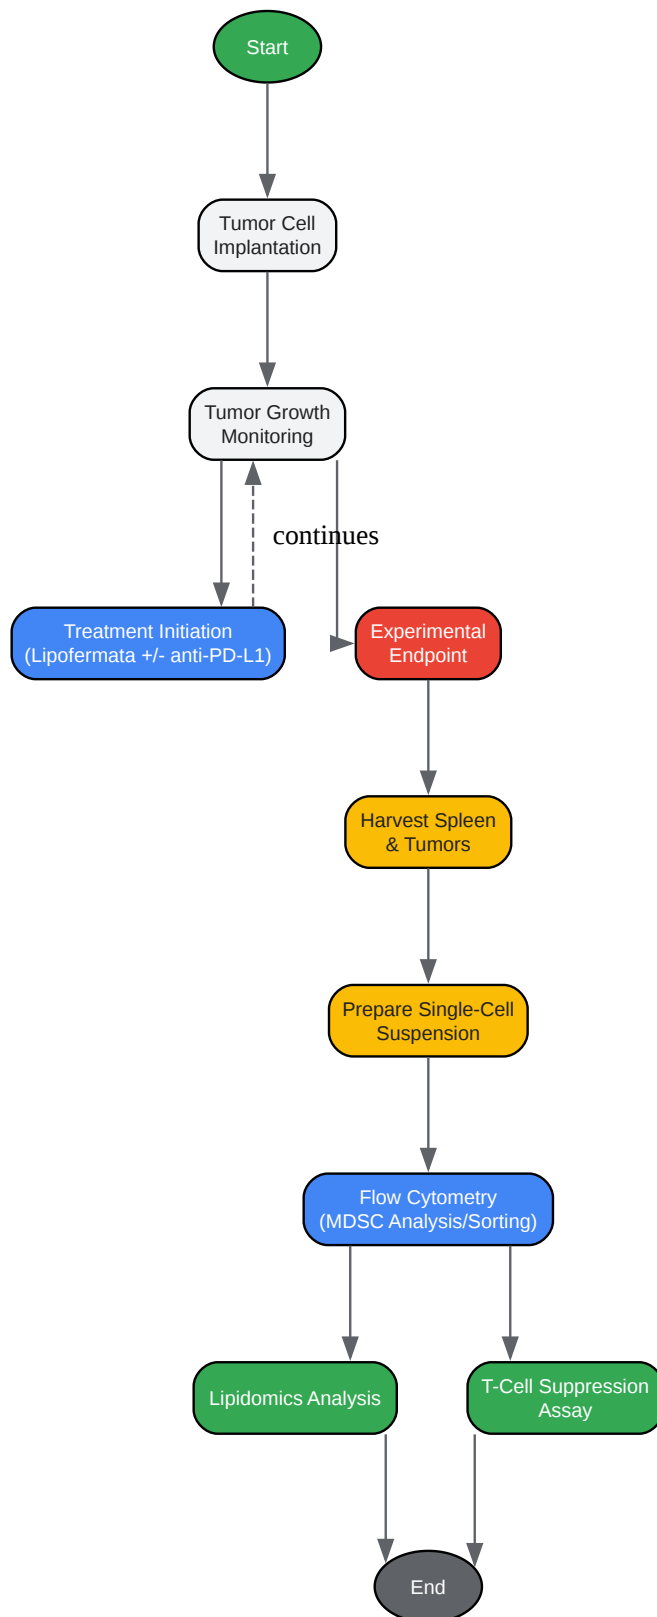 Start
Tumor Cell
Implantation
Tumor Growth
Monitoring
continues
Treatment Initiation
(Lipofermata +/- anti-PD-L1)
Experimental
Endpoint
Harvest Spleen
& Tumors
Prepare Single-Cell
Suspension
Flow Cytometry
(MDSC Analysis/Sorting)
Lipidomics Analysis
T-Cell Suppression
Assay
End